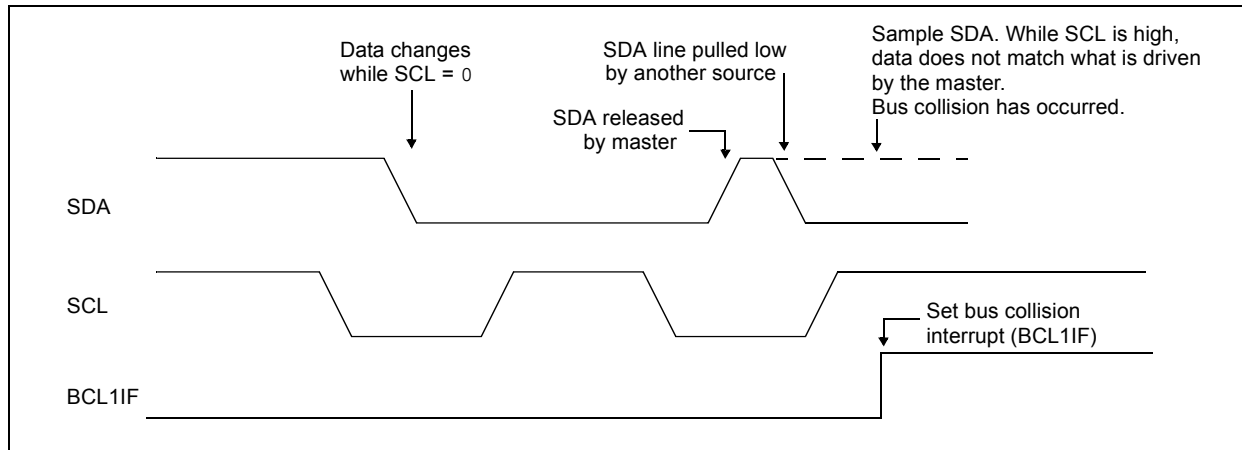 Data changes
while SCL = 0
SDA line pulled low
by another source
Sample SDA. While SCL is high,
data does not match what is driven
by the master.
Bus collision has occurred.
SDA released
by master
SDA
SCL
Set bus collision
interrupt (BCL1IF)
BCL1IF